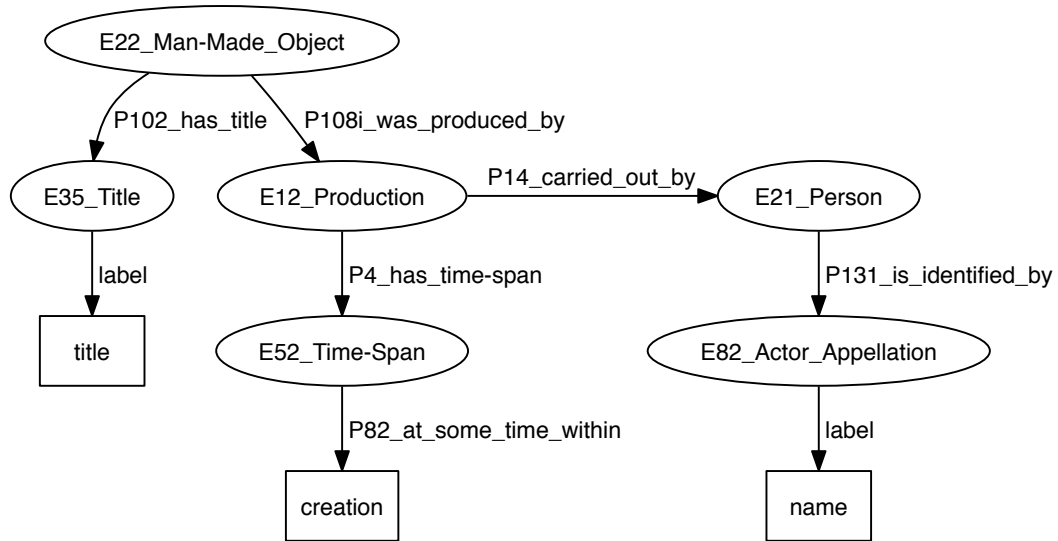 E22_Man-Made_Object
P102_has_title
P108i_was_produced_by
E35_Title
E12_Production
P14_carried_out_by
E21_Person
label
P4_has_time-span
P131_is_identified_by
title
E52_Time-Span
E82_Actor_Appellation
P82_at_some_time_within
label
creation
name